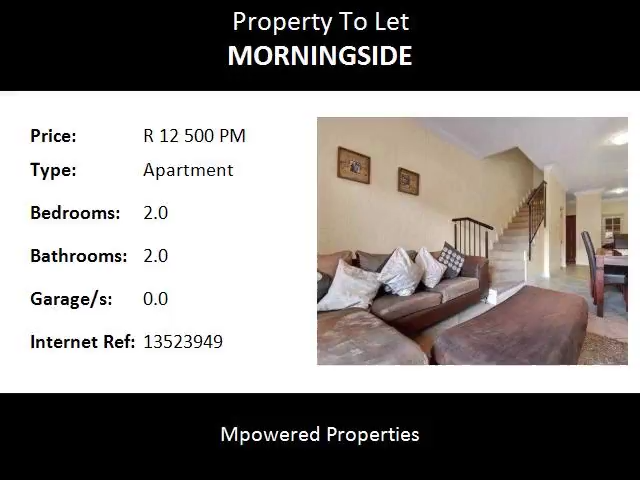 Property To Let
MORNINGSIDE
Price: R 12 500 PM
Type: Apartment
Bedrooms: 2.0
Bathrooms: 2.0
Garage/s: 0.0
Internet Ref: 13523949
Mpowered Properties